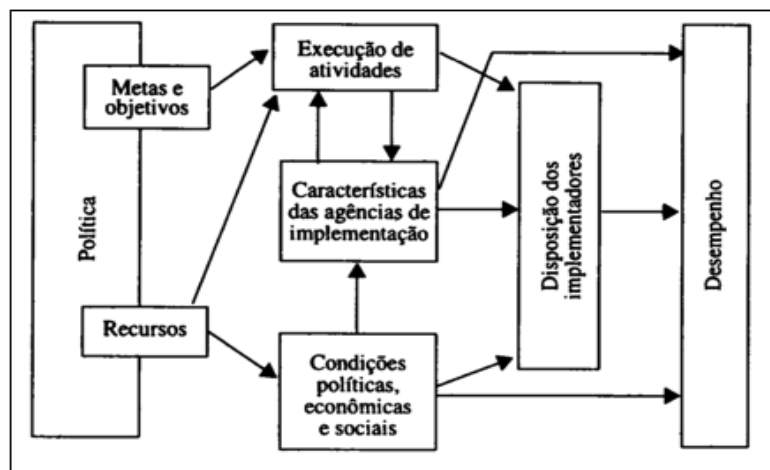 Política
Metas e
objetivos
Recursos
Execução de
atividades
Características
das agências de
implementação
Condições
políticas,
econômicas
e sociais
Disposição dos
implementadores
Desempenho